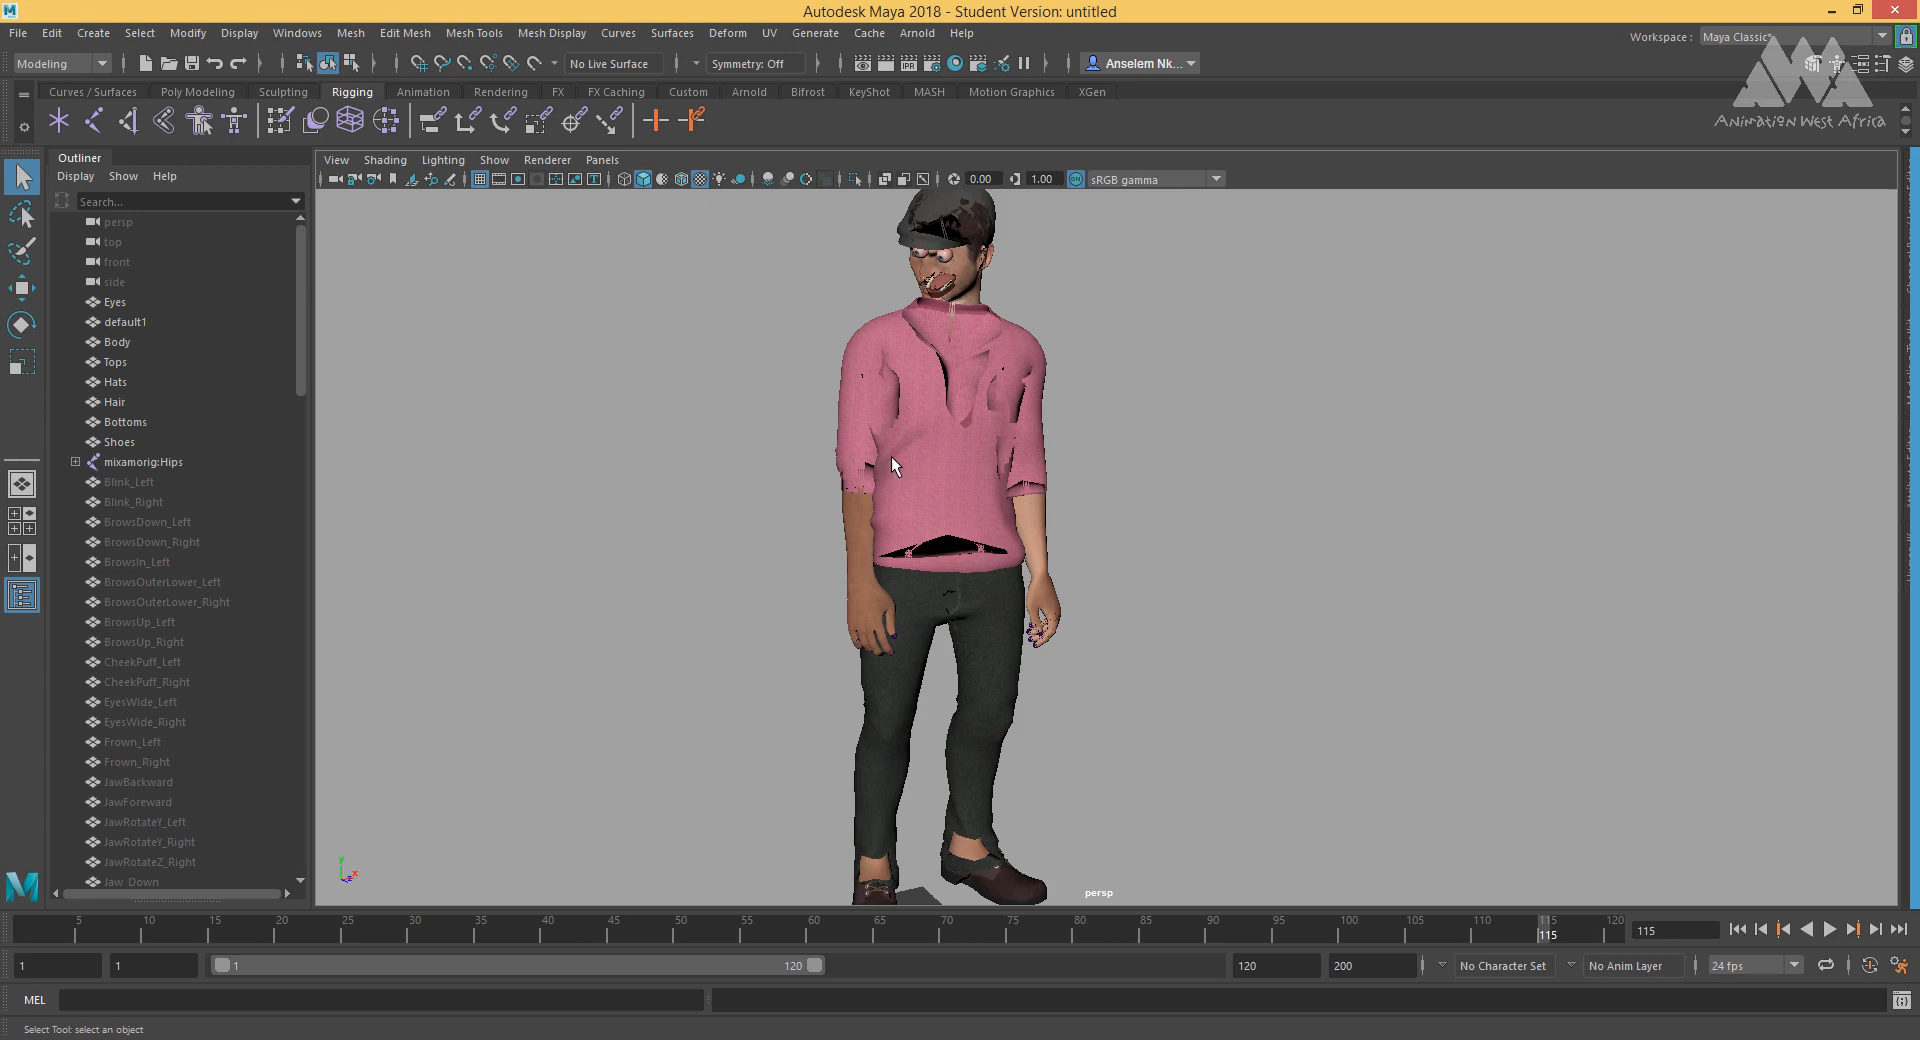 Autodesk Maya 2018 - Student Version: untitled
File Edit Create Select Modify Display Windows Mesh Edit Mesh Mesh Tools Mesh Display Curves Surfaces Deform UV Generate Cache Arnold Help
Workspace : Maya Classic*
Modeling
No Live Surface
Symmetry: Off
IPR
Anselem Nk...
AWA
Animation West Africa
Curves / Surfaces Poly Modeling Sculpting Rigging Animation Rendering FX FX Caching Custom Arnold Bifrost KeyShot MASH Motion Graphics XGen
Outliner
Display Show Help
Search...
View Shading Lighting Show Renderer Panels
0.00 1.00 ON sRGB gamma
persp
top
front
side
Eyes
default1
Body
Tops
Hats
Hair
Bottoms
Shoes
mixamorig:Hips
Blink_Left
Blink_Right
BrowsDown_Left
BrowsDown_Right
BrowsIn_Left
BrowsOuterLower_Left
BrowsOuterLower_Right
BrowsUp_Left
BrowsUp_Right
CheekPuff_Left
CheekPuff_Right
EyesWide_Left
EyesWide_Right
Frown_Left
Frown_Right
JawBackward
JawForeward
JawRotateY_Left
JawRotateY_Right
JawRotateZ_Right
Jaw_Down
y
x
persp
5 10 15 20 25 30 35 40 45 50 55 60 65 70 75 80 85 90 95 100 105 110 115 120
115
115
1 1 1 120 120 200
No Character Set
No Anim Layer
24 fps
MEL
Select Tool: select an object